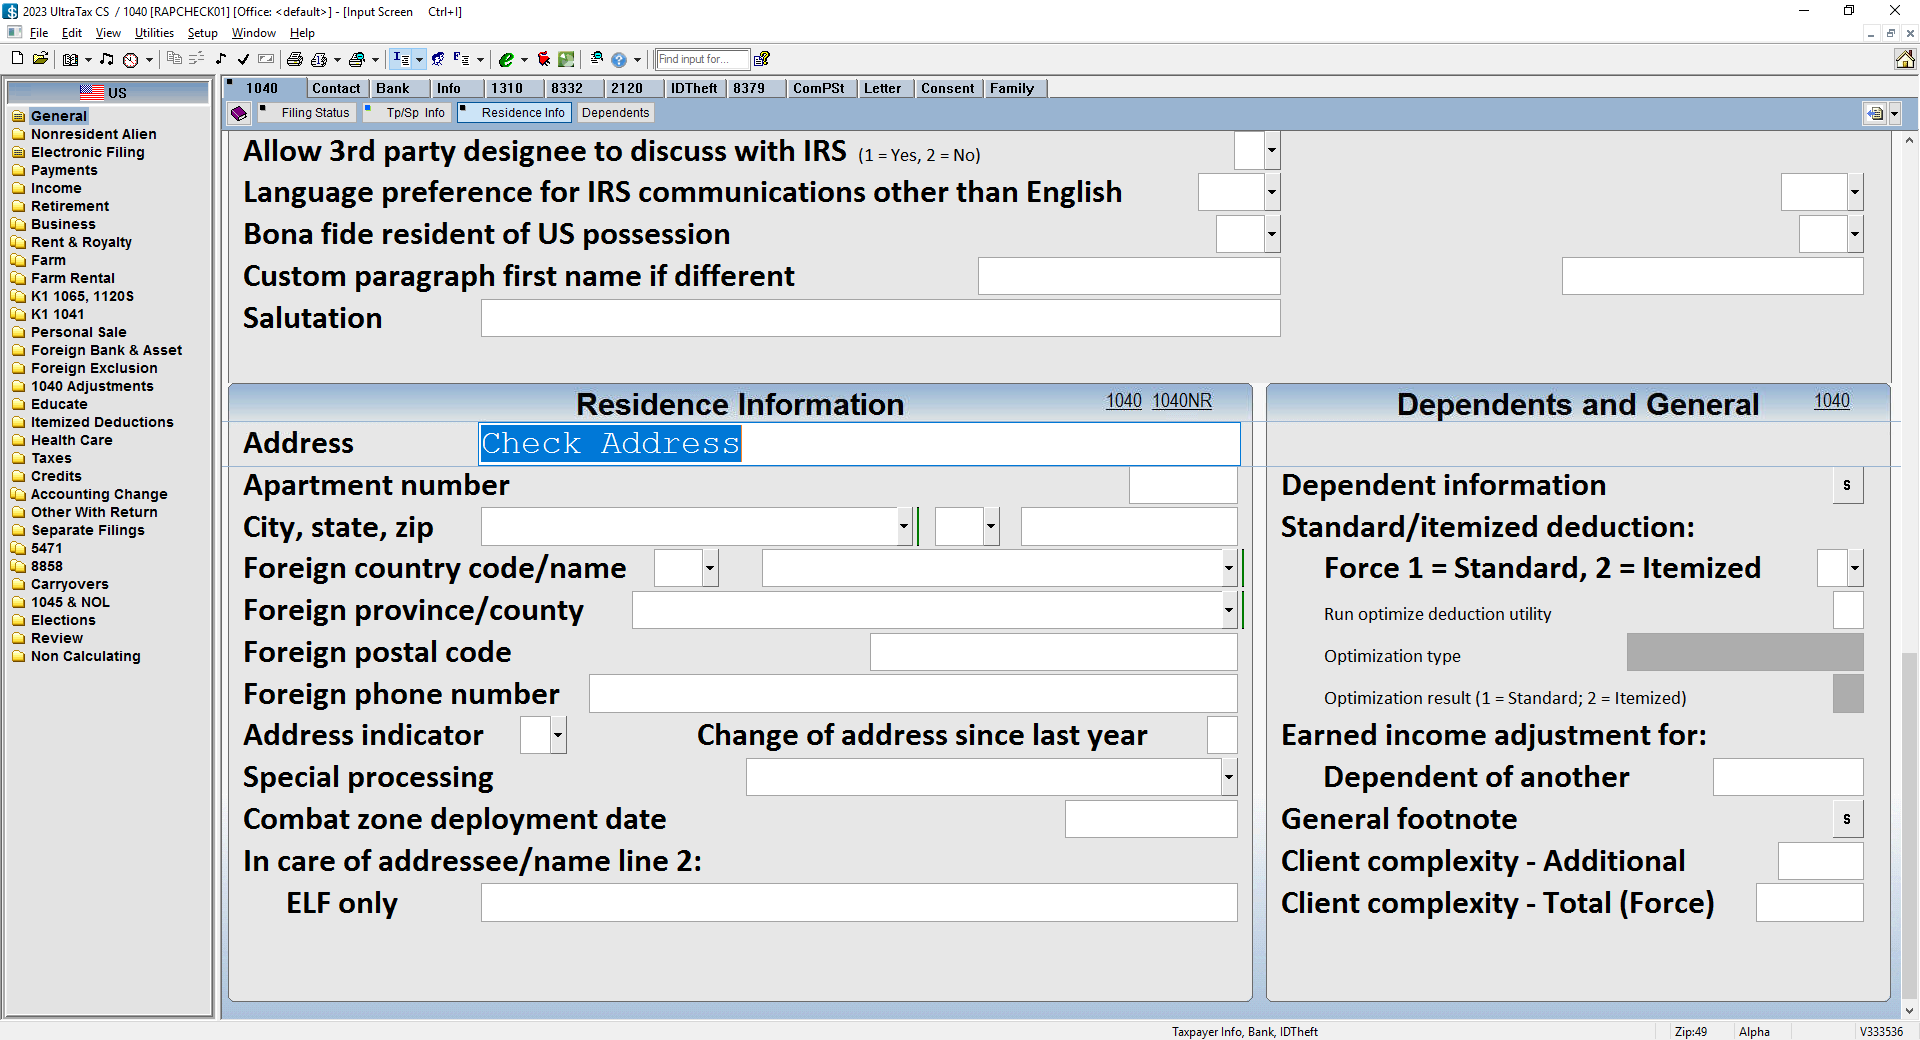 2023 UltraTax CS / 1040 [RAPCHECK01] [Office: <default>] - [Input Screen Ctrl+I]
File Edit View Utilities Setup Window Help
Find input for...
US
General
Nonresident Alien
Electronic Filing
Payments
Income
Retirement
Business
Rent & Royalty
Farm
Farm Rental
K1 1065, 1120S
K1 1041
Personal Sale
Foreign Bank & Asset
Foreign Exclusion
1040 Adjustments
Educate
Itemized Deductions
Health Care
Taxes
Credits
Accounting Change
Other With Return
Separate Filings
5471
8858
Carryovers
1045 & NOL
Elections
Review
Non Calculating
1040 Contact Bank Info 1310 8332 2120 IDTheft 8379 ComPSt Letter Consent Family
Filing Status Tp/Sp Info Residence Info Dependents
Allow 3rd party designee to discuss with IRS (1 = Yes, 2 = No)
Language preference for IRS communications other than English
Bona fide resident of US possession
Custom paragraph first name if different
Salutation
Residence Information 1040 1040NR
Address Check Address
Apartment number
City, state, zip
Foreign country code/name
Foreign province/county
Foreign postal code
Foreign phone number
Address indicator Change of address since last year
Special processing
Combat zone deployment date
In care of addressee/name line 2:
ELF only
Dependents and General 1040
Dependent information S
Standard/itemized deduction:
Force 1 = Standard, 2 = Itemized
Run optimize deduction utility
Optimization type
Optimization result (1 = Standard; 2 = Itemized)
Earned income adjustment for:
Dependent of another
General footnote S
Client complexity - Additional
Client complexity - Total (Force)
Taxpayer Info, Bank, IDTheft Zip:49 Alpha V333536